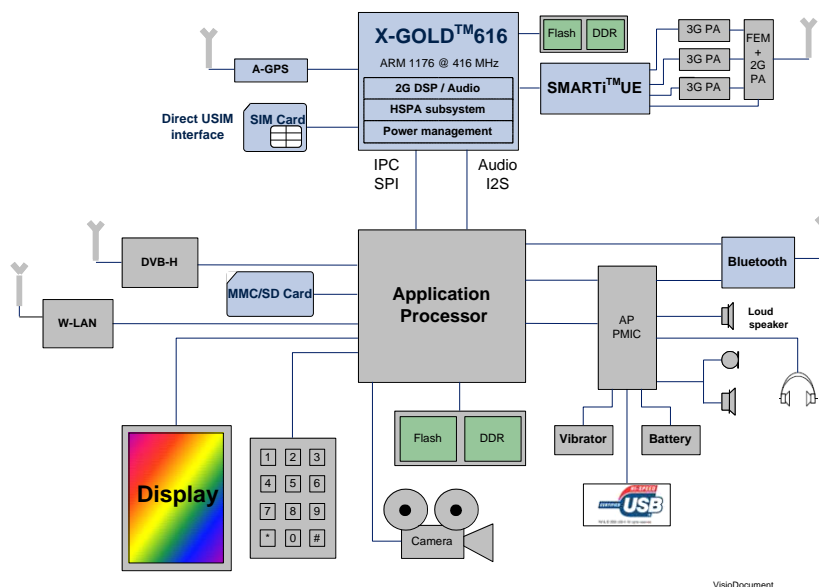 X-GOLD™616
ARM 1176 @ 416 MHz
2G DSP / Audio
HSPA subsystem
Power management
Flash
DDR
3G PA
3G PA
3G PA
FEM
+
2G
PA
SMARTi™UE
A-GPS
Direct USIM
interface
SIM Card
IPC
SPI
Audio
I2S
DVB-H
MMC/SD Card
W-LAN
Application
Processor
Bluetooth
AP
PMIC
Loud
speaker
Vibrator
Battery
Flash
DDR
Display
1 2 3
4 5 6
7 8 9
* 0 #
Camera
HI-SPEED
CERTIFIED
USB
VisioDocument